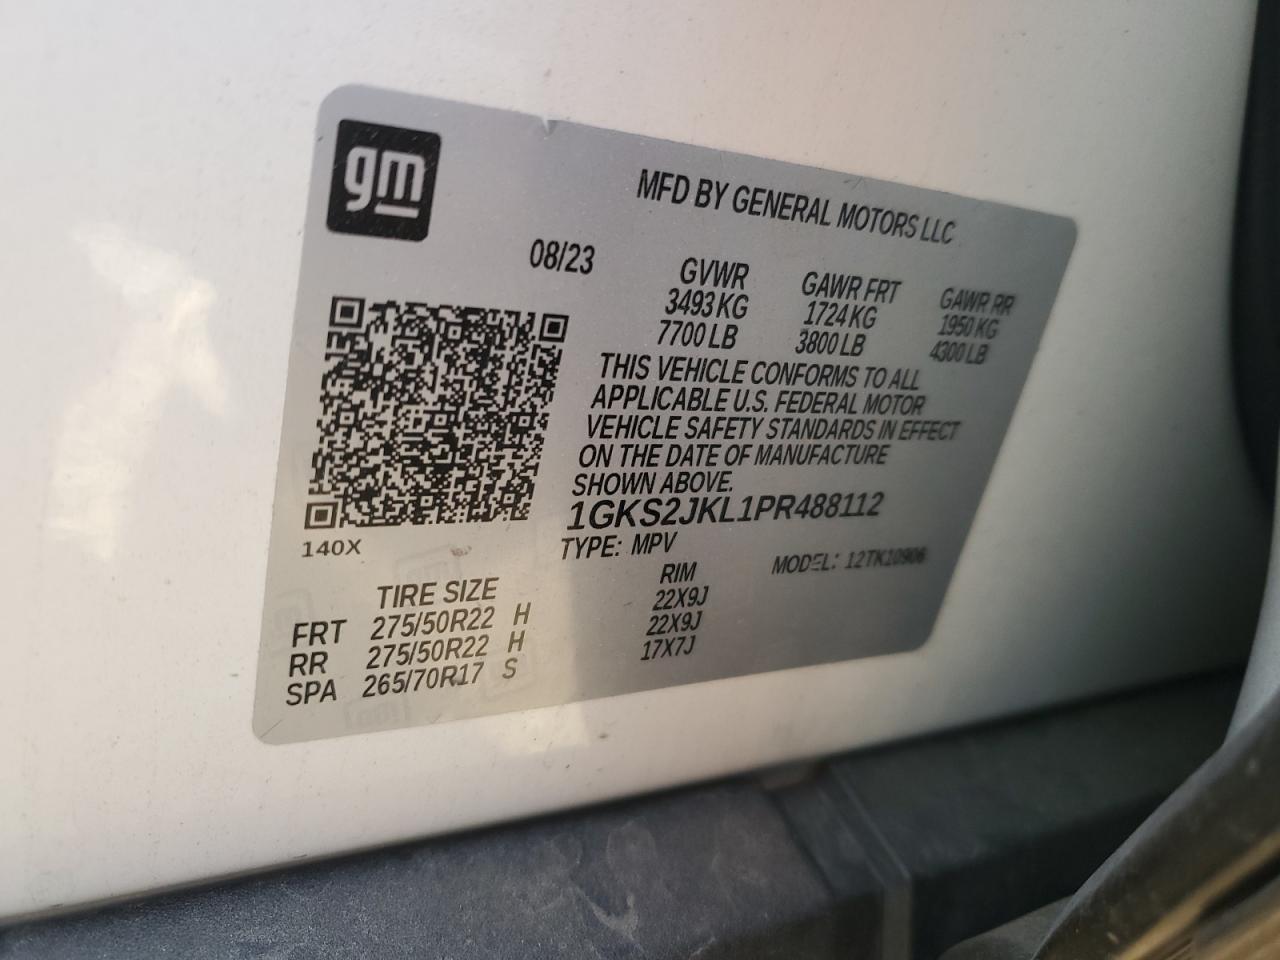 gm
MFD BY GENERAL MOTORS LLC
08/23
GVWR GAWR FRT GAWR RR
3493 KG 1724 KG 1950 KG
7700 LB 3800 LB 4300 LB
THIS VEHICLE CONFORMS TO ALL
APPLICABLE U.S. FEDERAL MOTOR
VEHICLE SAFETY STANDARDS IN EFFECT
ON THE DATE OF MANUFACTURE
SHOWN ABOVE.
1GKS2JKL1PR488112
140X
TYPE: MPV MODEL: 12TK10906
TIRE SIZE RIM
FRT 275/50R22 H 22X9J
RR 275/50R22 H 22X9J
SPA 265/70R17 S 17X7J